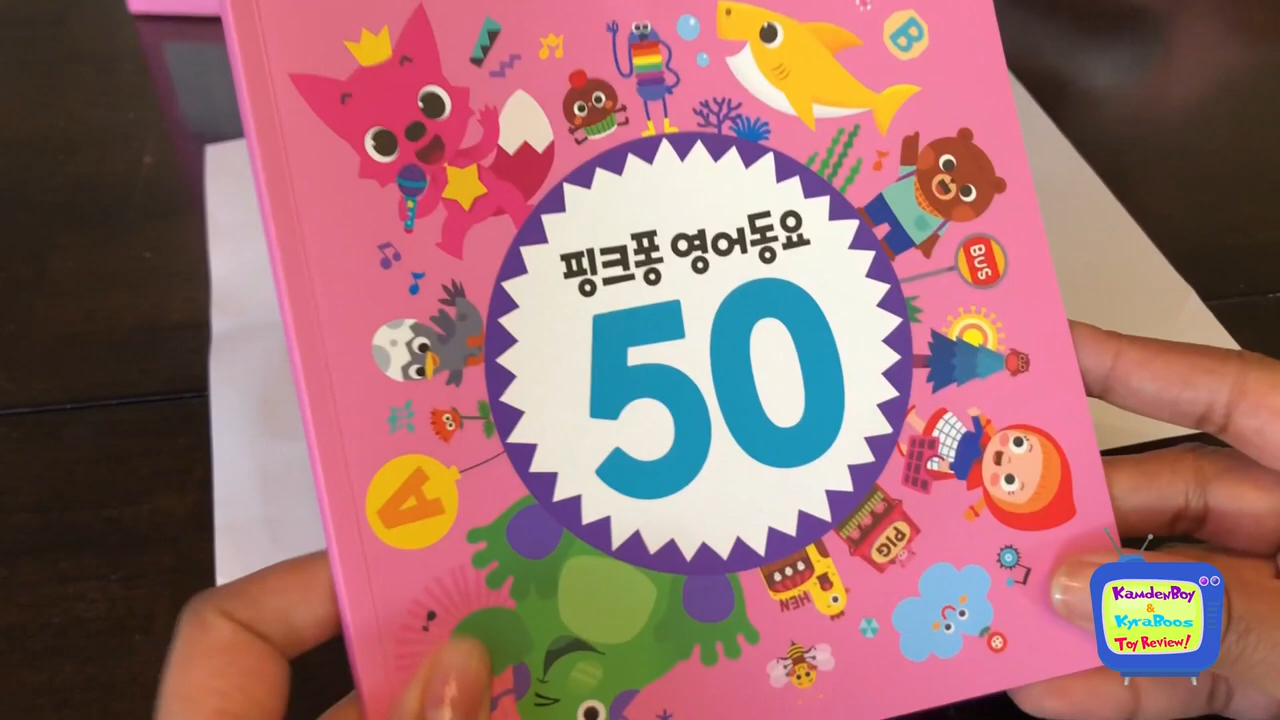 B
핑크퐁 영어동요
50
BUS
A
PIG
HEN
KamdenBoy
&
KyraBoos
Toy Review!